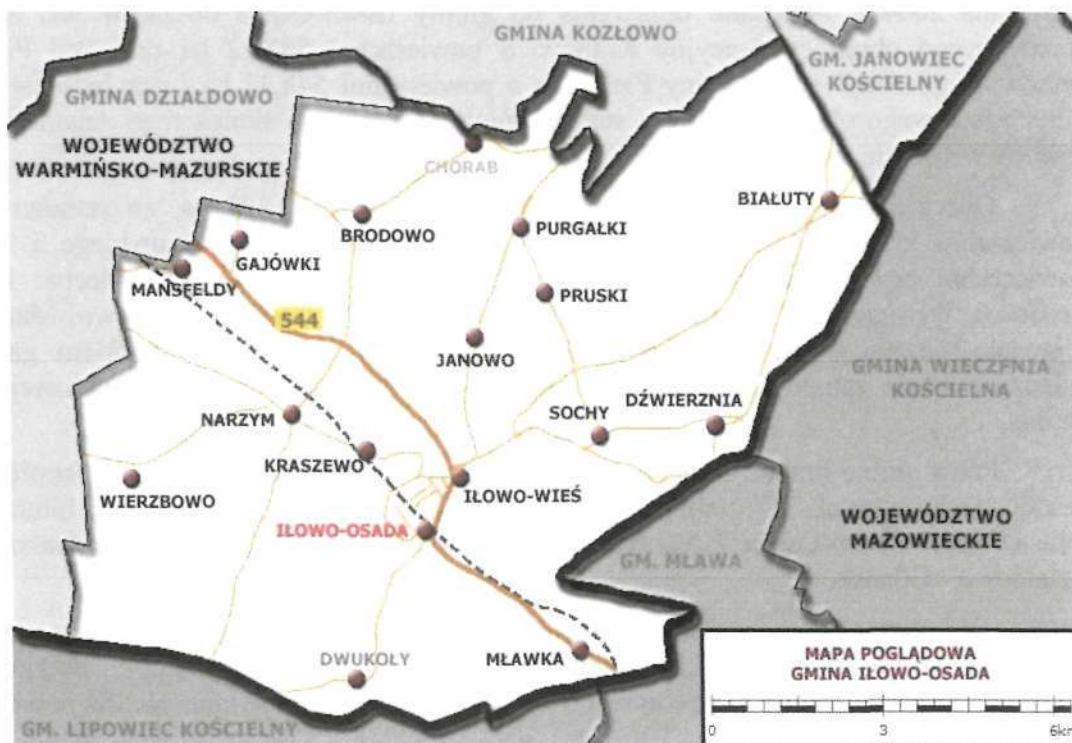 GMINA KOZŁOWO
GM. JANOWIEC
KOŚCIELNY
GMINA DZIAŁDOWO
WOJEWÓDZTWO
WARMIŃSKO-MAZURSKIE
CHORAB
BIAŁUTY
BRODOWO
PURGAŁKI
GAJÓWKI
MANSFELDY
PRUSKI
544
JANOWO
GMINA WIECZFNIA
KOŚCIELNA
NARZYM
SOCHY
DŹWIERZNIA
KRASZEWO
WIERZBOWO
IŁOWO-WIEŚ
IŁOWO-OSADA
WOJEWÓDZTWO
MAZOWIECKIE
GM. MŁAWA
DWUKOŁY
MŁAWKA
MAPA POGLĄDOWA
GMINA IŁOWO-OSADA
0 3 6km
GM. LIPOWIEC KOŚCIELNY